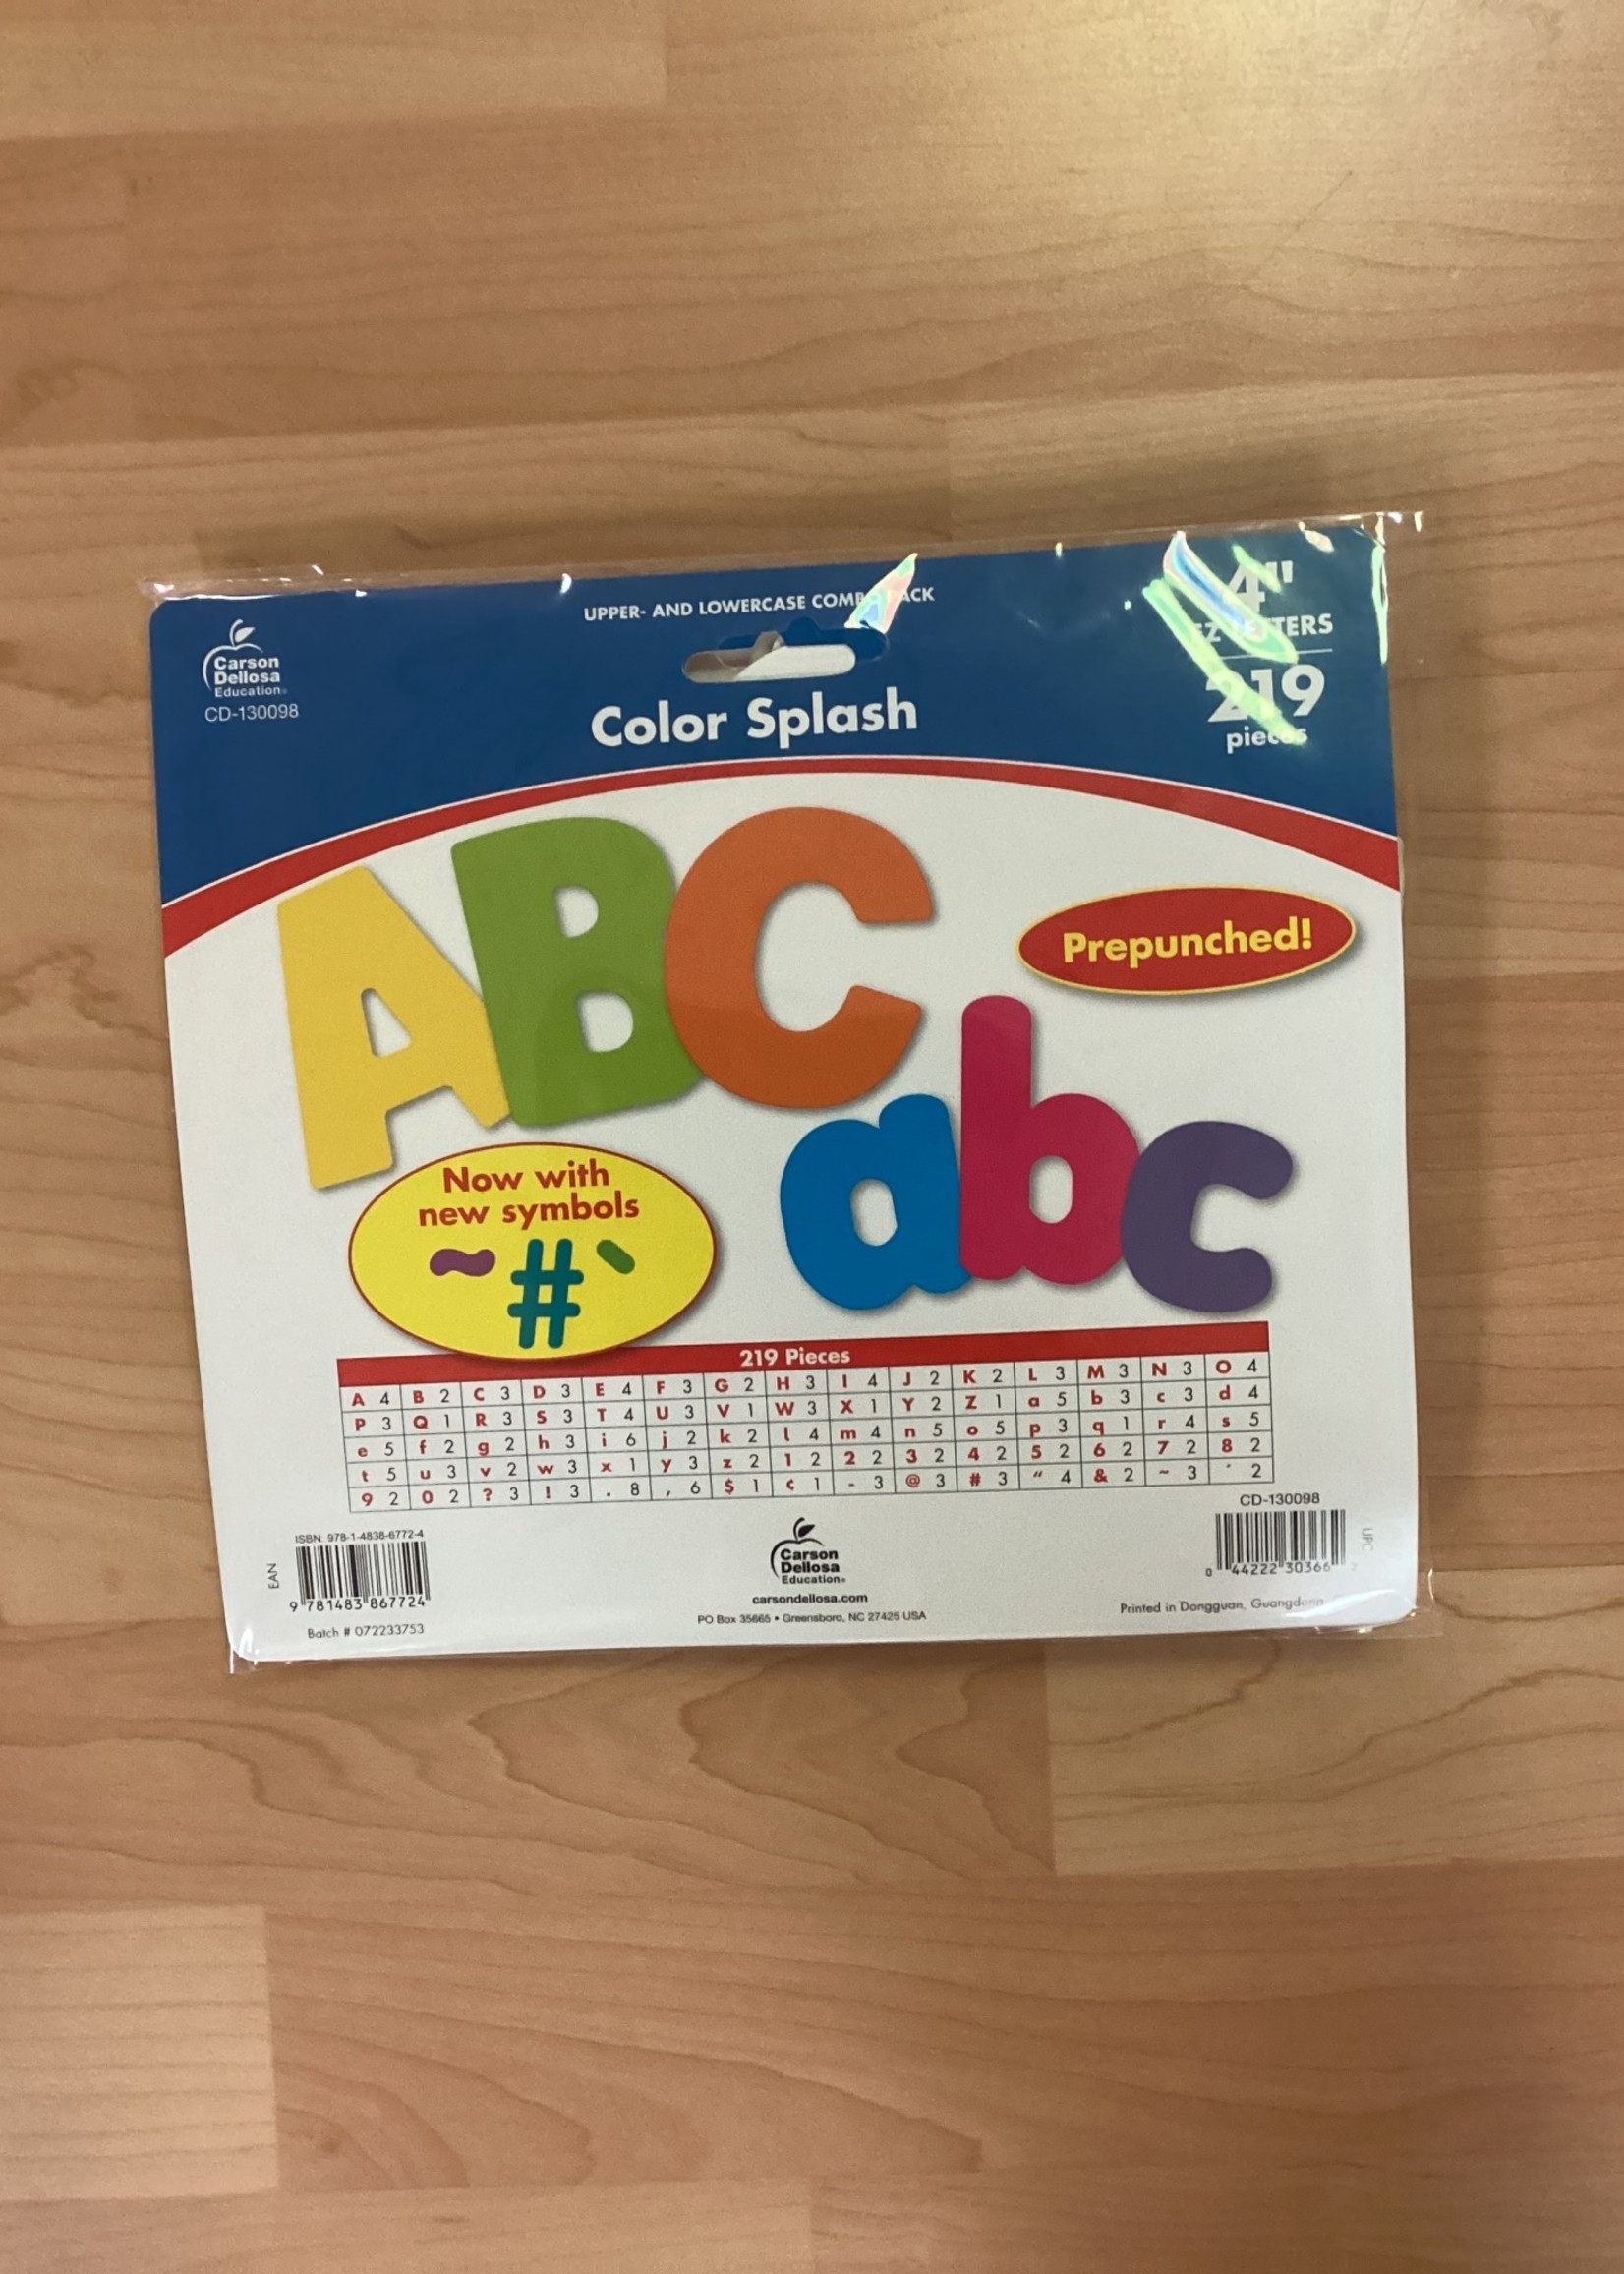 UPPER- AND LOWERCASE COMBO PACK
4"
EZ LETTERS
219
pieces
Carson
Dellosa
Education
CD-130098
Color Splash
ABC
Prepunched!
abc
Now with
new symbols
~ # `
219 Pieces
A 4 B 2 C 3 D 3 E 4 F 3 G 2 H 3 I 4 J 2 K 2 L 3 M 3 N 3 O 4
P 3 Q 1 R 3 S 3 T 4 U 3 V 1 W 3 X 1 Y 2 Z 1 a 5 b 3 c 3 d 4
e 5 f 2 g 2 h 3 i 6 j 2 k 2 l 4 m 4 n 5 o 5 p 3 q 1 r 4 s 5
t 5 u 3 v 2 w 3 x 1 y 3 z 2 1 2 2 2 3 2 4 2 5 2 6 2 7 2 8 2
9 2 0 2 ? 3 ! 3 . 8 , 6 $ 1 ¢ 1 - 3 @ 3 # 3 " 4 & 2 ~ 3 ` 2
ISBN 978-1-4838-6772-4
EAN
9 781483 867724
Batch # 072233753
Carson
Dellosa
Education
carsondellosa.com
PO Box 35665 • Greensboro, NC 27425 USA
CD-130098
UPC
0 44222 30366
Printed in Dongguan, Guangdong